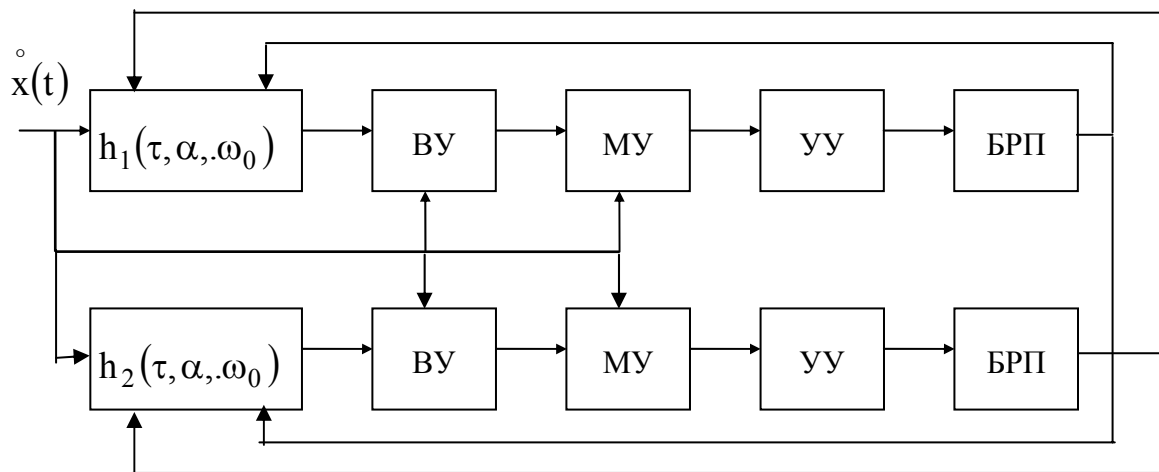 x̊(t)
h₁(τ, α,.ω₀)
ВУ
МУ
УУ
БРП
h₂(τ, α,.ω₀)
ВУ
МУ
УУ
БРП